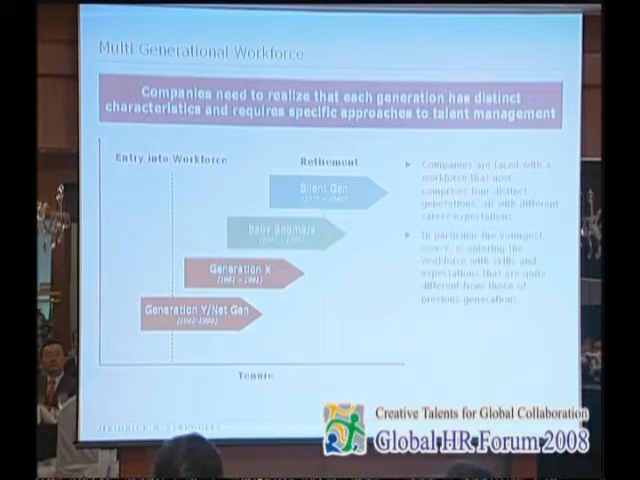 Multi Generational Workforce
Companies need to realize that each generation has distinct
characteristics and requires specific approaches to talent management
Entry into Workforce
Retirement
Silent Gen
Baby Boomers
Generation X
Generation Y/Net Gen
Tenure
Companies are faced with a
workforce that now
comprises four distinct
generations, all with different
career expectations.
In particular the youngest,
Gen-Y, is entering the
workforce with skills and
expectations that are quite
different from those of
previous generations.
HEIDRICK & STRUGGLES
Creative Talents for Global Collaboration
Global HR Forum 2008